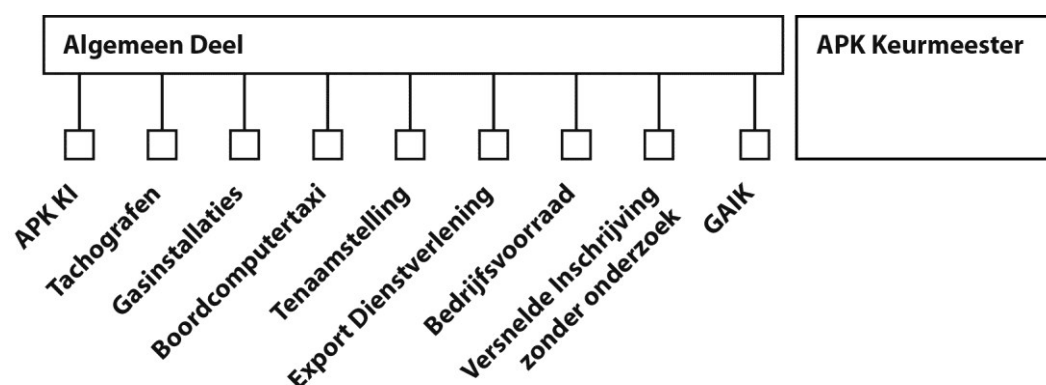 Algemeen Deel
APK Keurmeester
APK KI
Tachografen
Gasinstallaties
Boordcomputertaxi
Tenaamstelling
Export Dienstverlening
Bedrijfsvoorraad
Versnelde Inschrijving
zonder onderzoek
GAIK